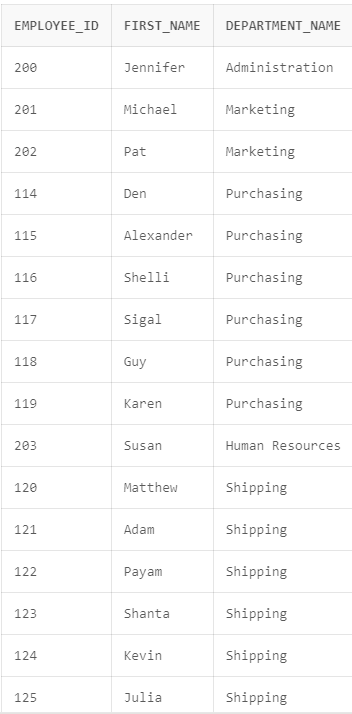 EMPLOYEE_ID FIRST_NAME DEPARTMENT_NAME
200 Jennifer Administration
201 Michael Marketing
202 Pat Marketing
114 Den Purchasing
115 Alexander Purchasing
116 Shelli Purchasing
117 Sigal Purchasing
118 Guy Purchasing
119 Karen Purchasing
203 Susan Human Resources
120 Matthew Shipping
121 Adam Shipping
122 Payam Shipping
123 Shanta Shipping
124 Kevin Shipping
125 Julia Shipping